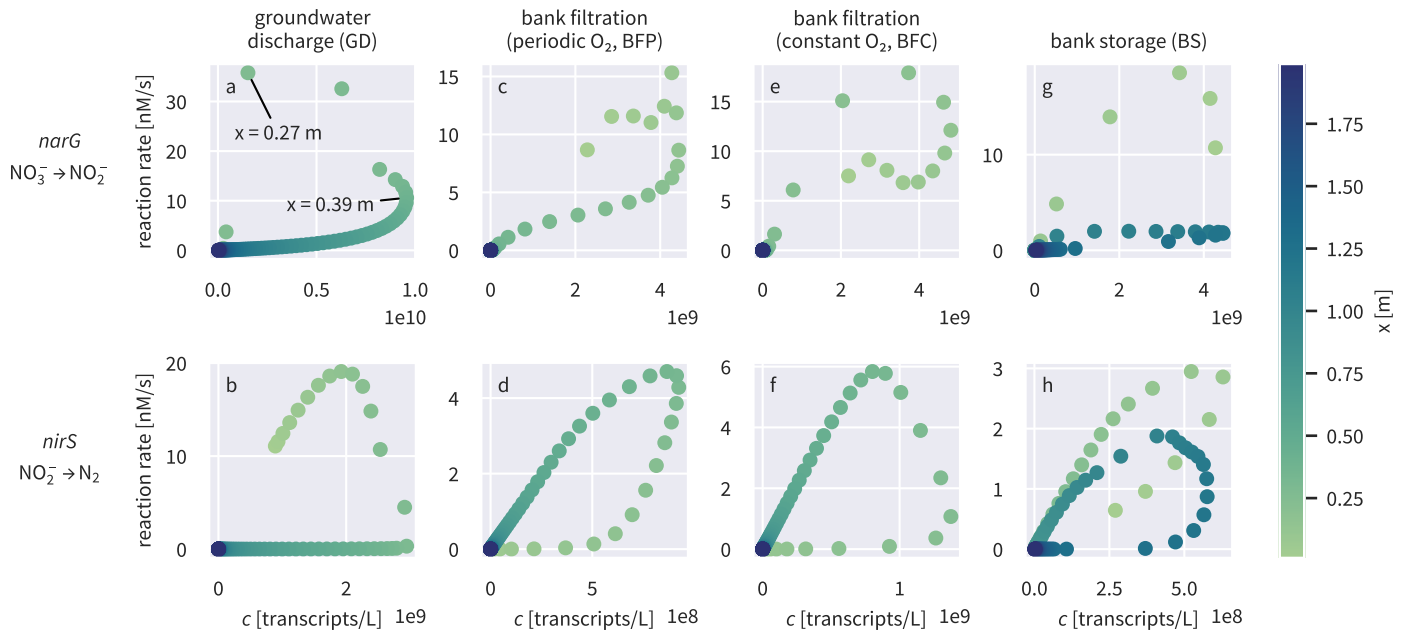 groundwater
discharge (GD)
bank filtration
(periodic O₂, BFP)
bank filtration
(constant O₂, BFC)
bank storage (BS)
narG
NO₃⁻ → NO₂⁻
reaction rate [nM/s]
30
20
10
0
a
x = 0.27 m
x = 0.39 m
0.0
0.5
1.0
1e10
15
10
5
0
c
0
2
4
1e9
15
10
5
0
e
0
2
4
1e9
10
0
g
0
2
4
1e9
nirS
NO₂⁻ → N₂
reaction rate [nM/s]
20
10
0
b
0
2
c [transcripts/L]
1e9
4
2
0
d
0
5
c [transcripts/L]
1e8
6
4
2
0
f
0
1
c [transcripts/L]
1e9
3
2
1
0
h
0.0
2.5
5.0
c [transcripts/L]
1e8
1.75
1.50
1.25
1.00
0.75
0.50
0.25
x [m]